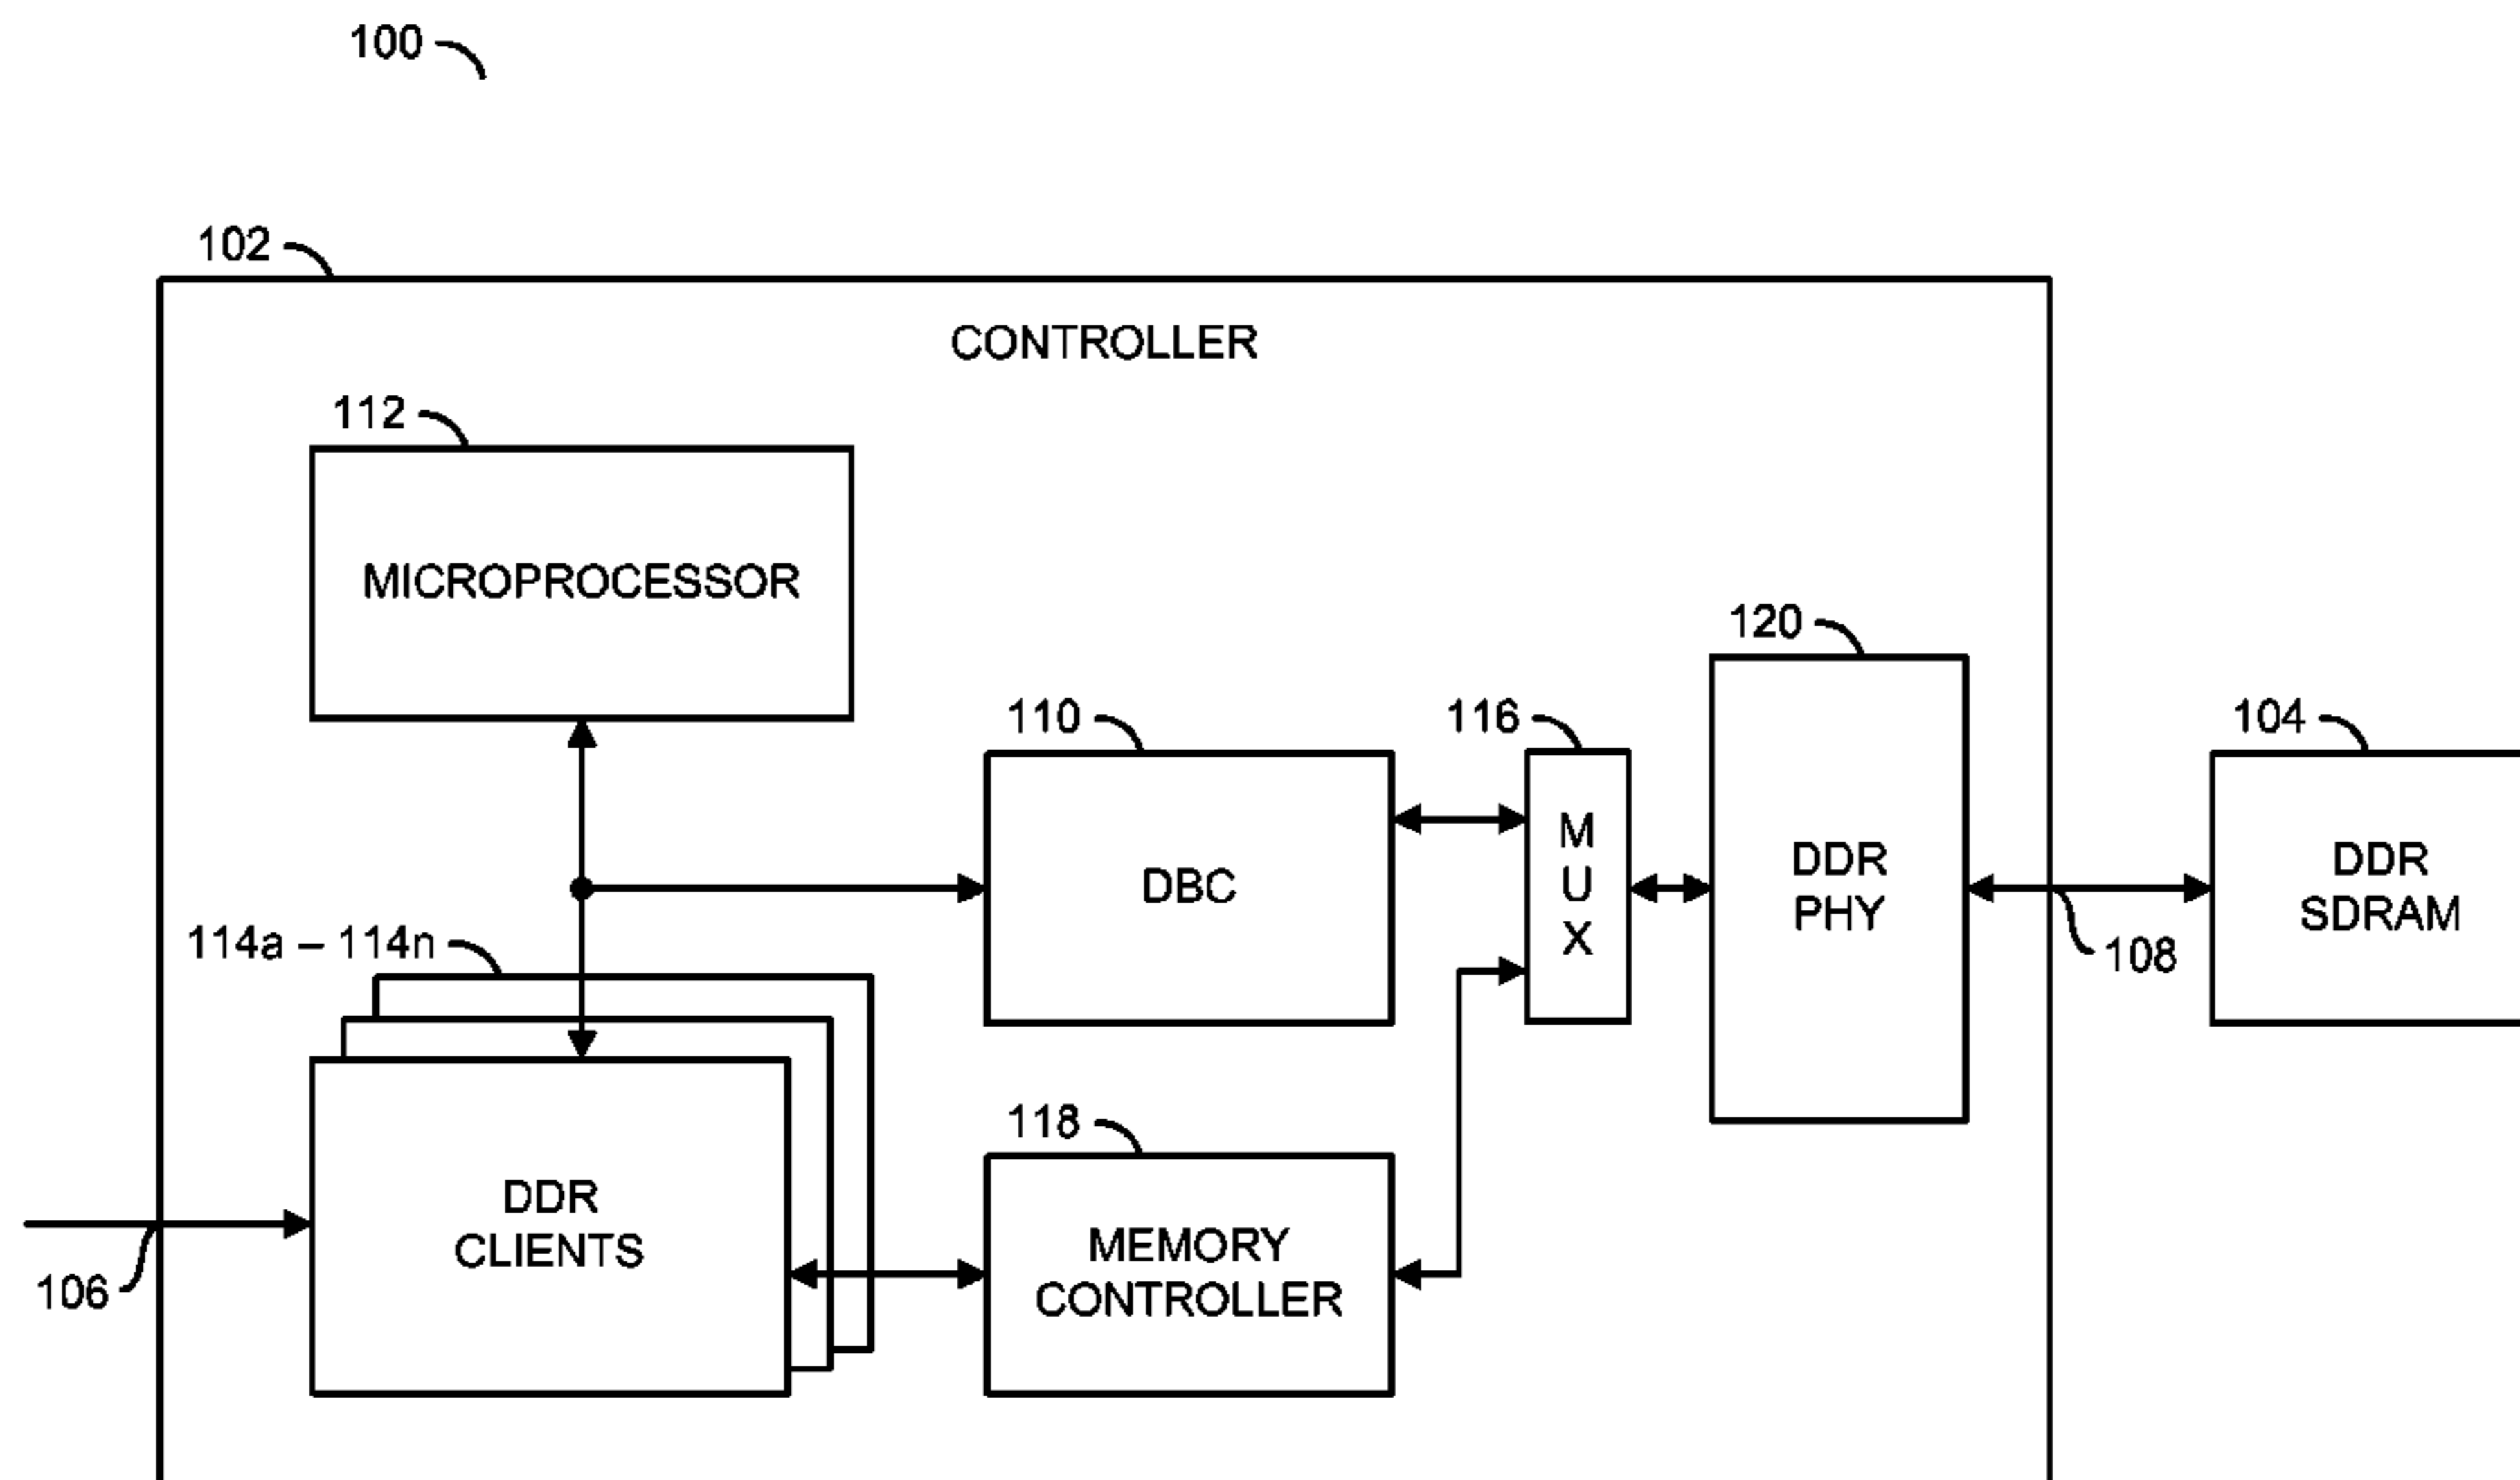 100
102
CONTROLLER
112
MICROPROCESSOR
120
110
116
104
M
U
X
DBC
DDR
PHY
DDR
SDRAM
108
114a – 114n
118
DDR
CLIENTS
MEMORY
CONTROLLER
106